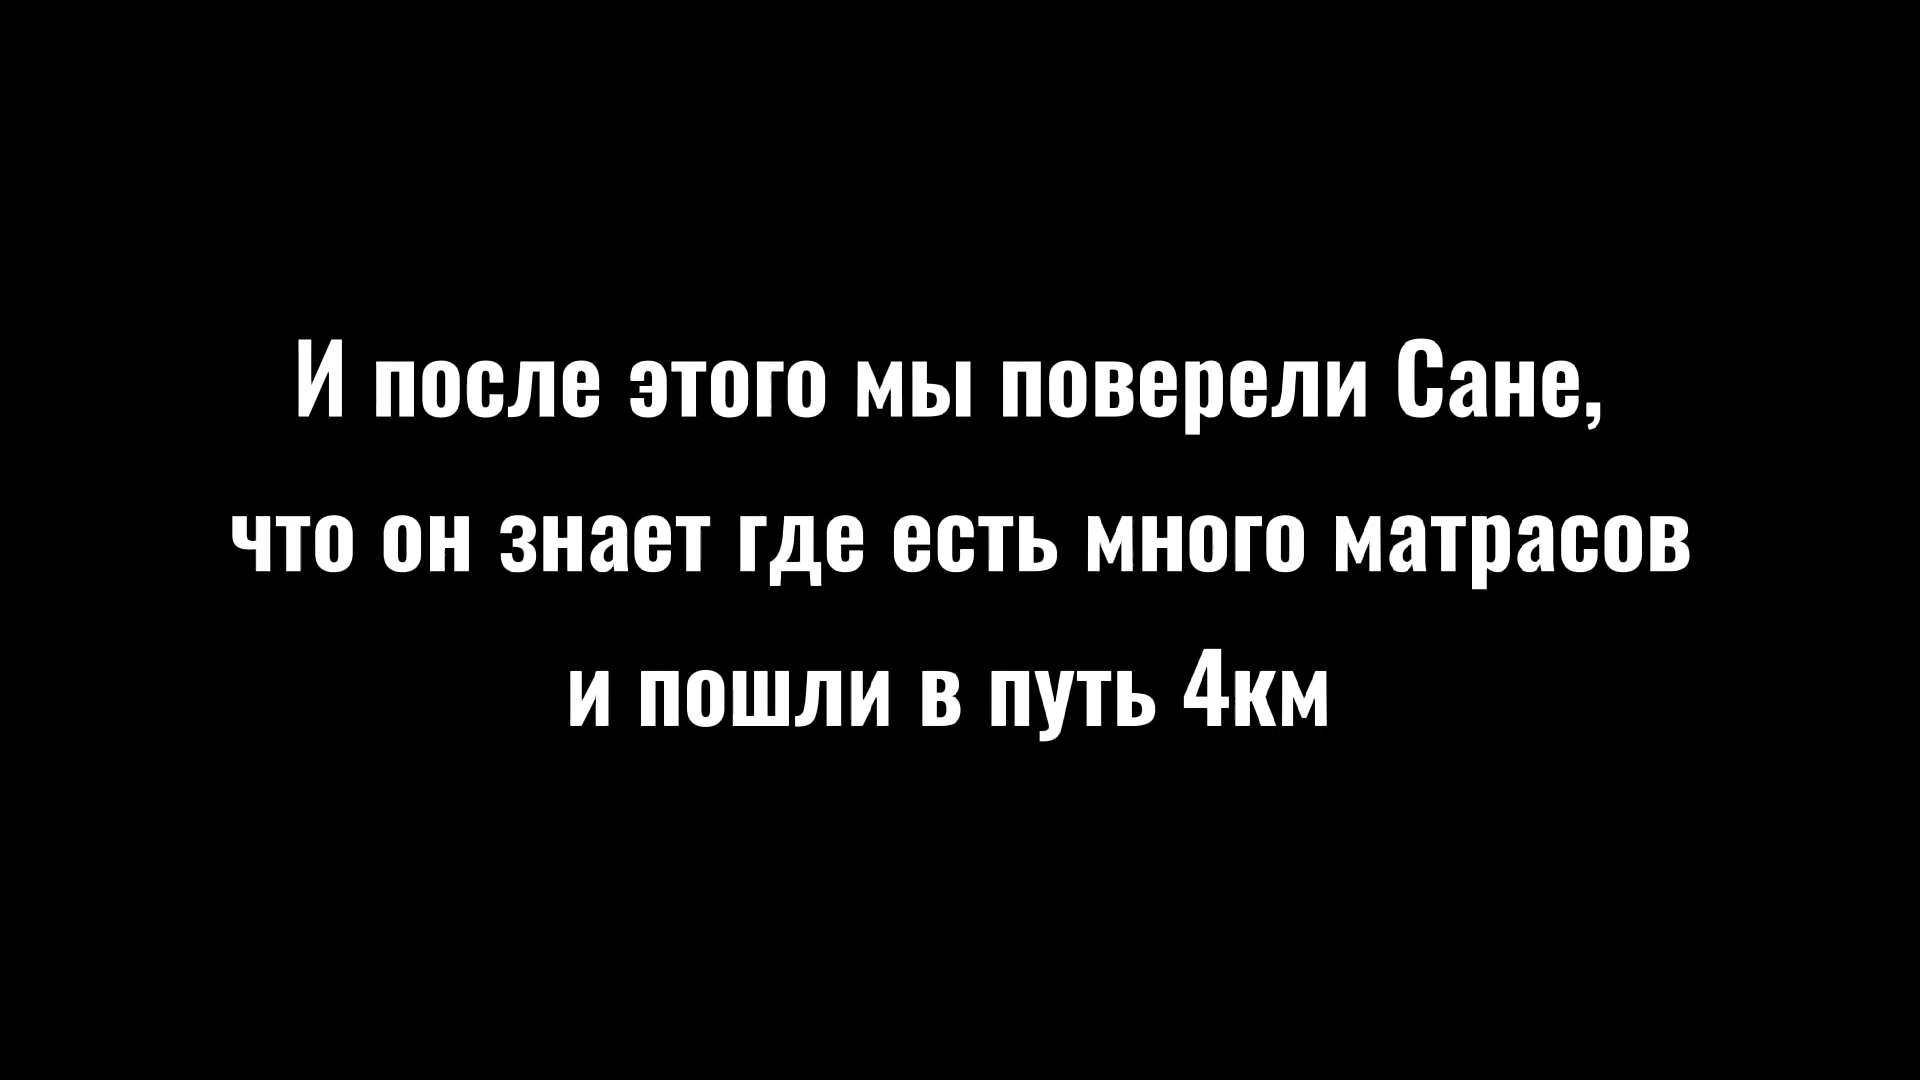 И после этого мы поверели Сане,
что он знает где есть много матрасов
и пошли в путь 4км